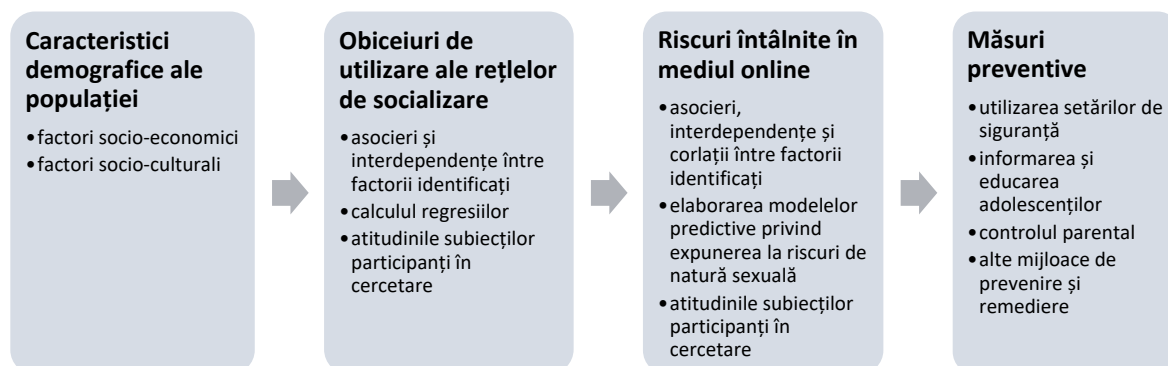 Caracteristici
demografice ale
populației
•factori socio-economici
•factori socio-culturali
Obiceiuri de
utilizare ale rețlelor
de socializare
•asocieri și
interdependențe între
factorii identificați
•calculul regresiilor
•atitudinile subiecților
participanți în
cercetare
Riscuri întâlnite în
mediul online
•asocieri,
interdependențe și
corlații între factorii
identificați
•elaborarea modelelor
predictive privind
expunerea la riscuri de
natură sexuală
•atitudinile subiecților
participanți în
cercetare
Măsuri
preventive
•utilizarea setărilor de
siguranță
•informarea și
educarea
adolescenților
•controlul parental
•alte mijloace de
prevenire și
remediere